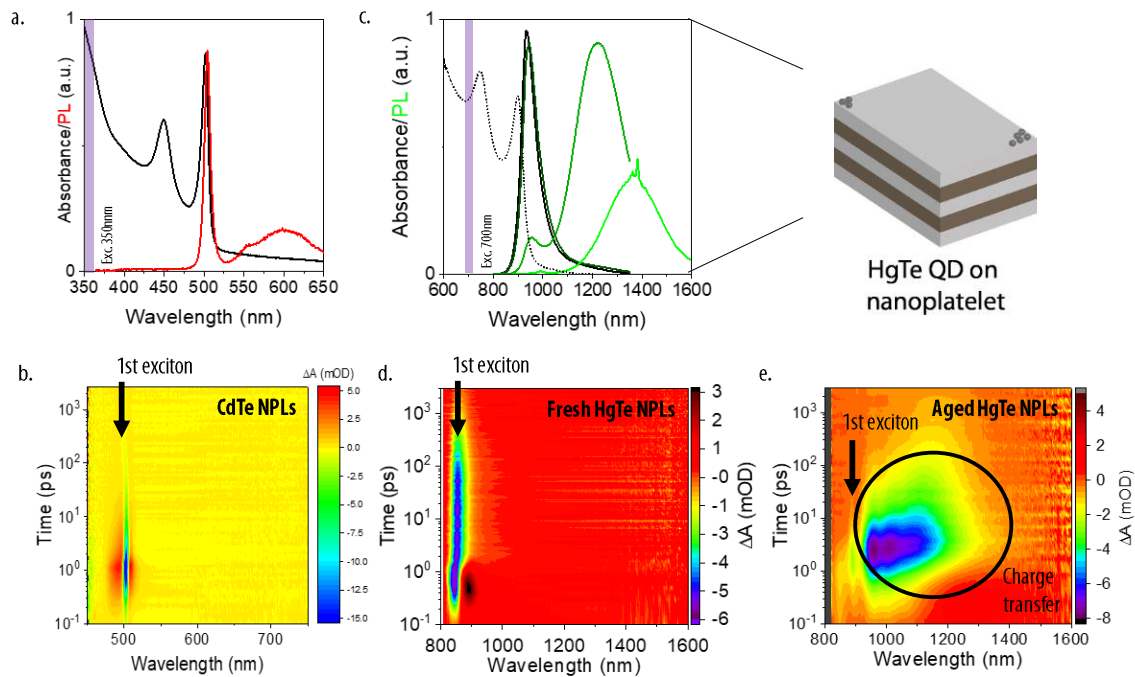 a.
1
0
Absorbance/PL (a.u.)
Exc. 350nnm
350 400 450 500 550 600 650
Wavelength (nm)
c.
1
0
Absorbance/PL (a.u.)
Exc. 700nm
600 800 1000 1200 1400 1600
Wavelength (nm)
HgTe QD on
nanoplatelet
b.
1st exciton
ΔA (mOD)
CdTe NPLs
10³
10²
10¹
10⁰
10⁻¹
Time (ps)
500 600 700
Wavelength (nm)
5.0
2.5
0.0
-2.5
-5.0
-7.5
-10.0
-12.5
-15.0
d.
1st exciton
Fresh HgTe NPLs
10³
10²
10¹
10⁰
10⁻¹
Time (ps)
800 1000 1200 1400 1600
Wavelength (nm)
3
2
1
-0
-1
-2
-3
-4
-5
-6
ΔA (mOD)
e.
1st exciton
Aged HgTe NPLs
Charge
transfer
10³
10²
10¹
10⁰
10⁻¹
Time (ps)
800 1000 1200 1400 1600
Wavelength (nm)
4
2
0
-2
-4
-6
-8
ΔA (mOD)